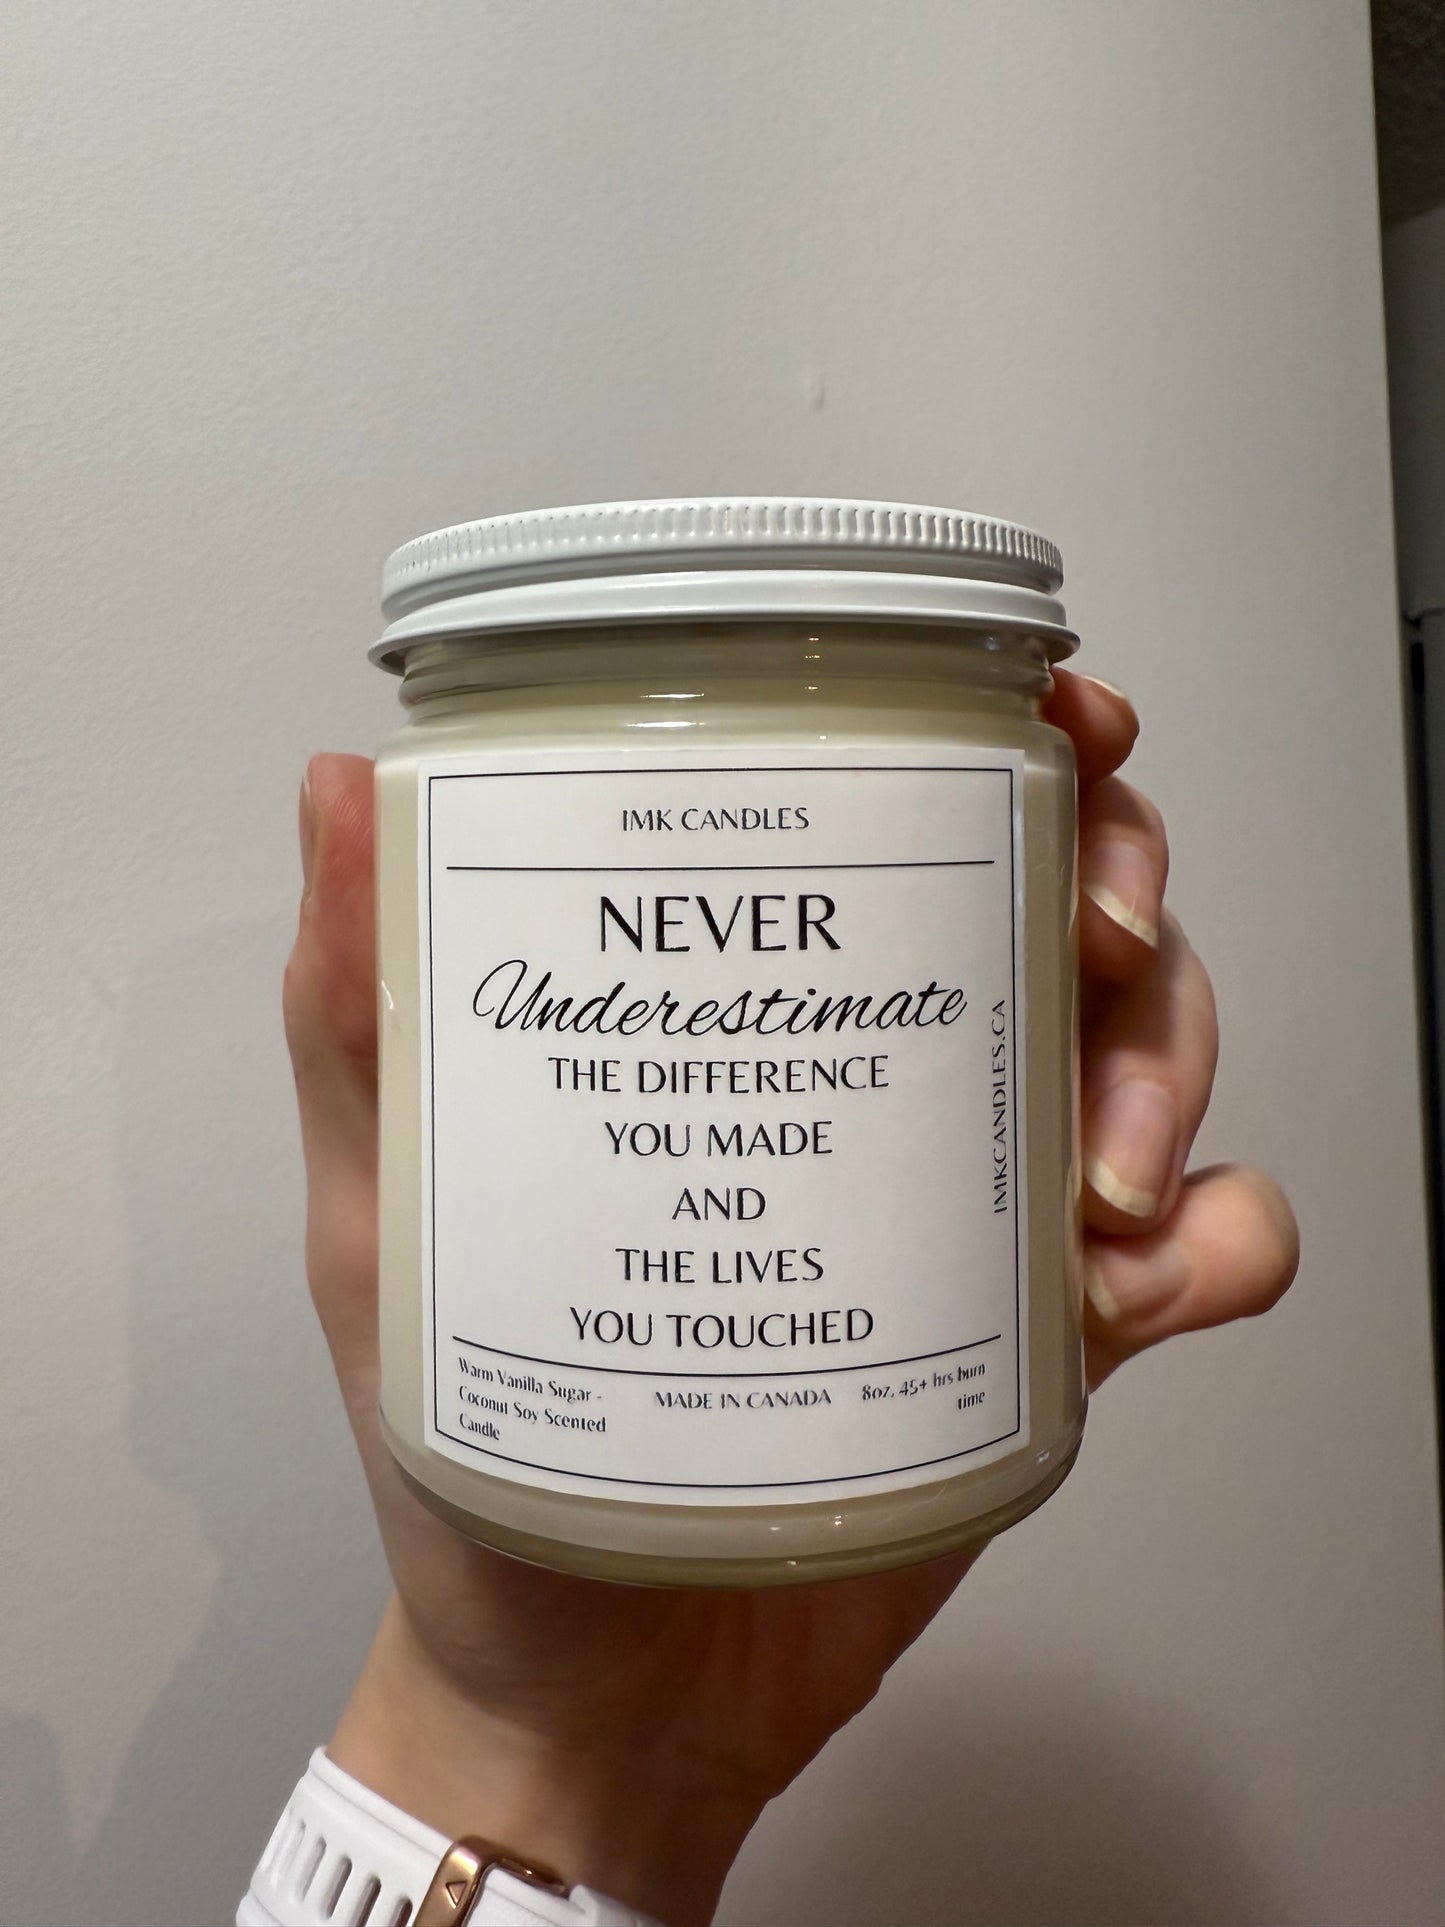 IMK CANDLES
NEVER
Underestimate
THE DIFFERENCE
YOU MADE
AND
THE LIVES
YOU TOUCHED
IMKCANDLES.CA
Warm Vanilla Sugar -
Coconut Soy Scented
Candle
MADE IN CANADA
8oz, 45+ hrs burn
time